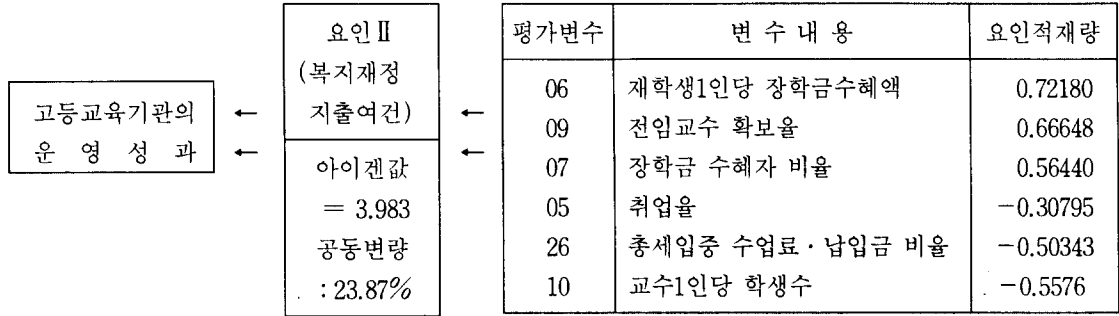 고등교육기관의
운 영 성 과
← ←
요인Ⅱ
(복지재정
지출여건)
아이겐값
= 3.983
공동변량
: 23.87%
← ←
평가변수 변 수 내 용 요인적재량
06 재학생1인당 장학금수혜액 0.72180
09 전임교수 확보율 0.66648
07 장학금 수혜자 비율 0.56440
05 취업율 -0.30795
26 총세입중 수업료·납입금 비율 -0.50343
10 교수1인당 학생수 -0.5576